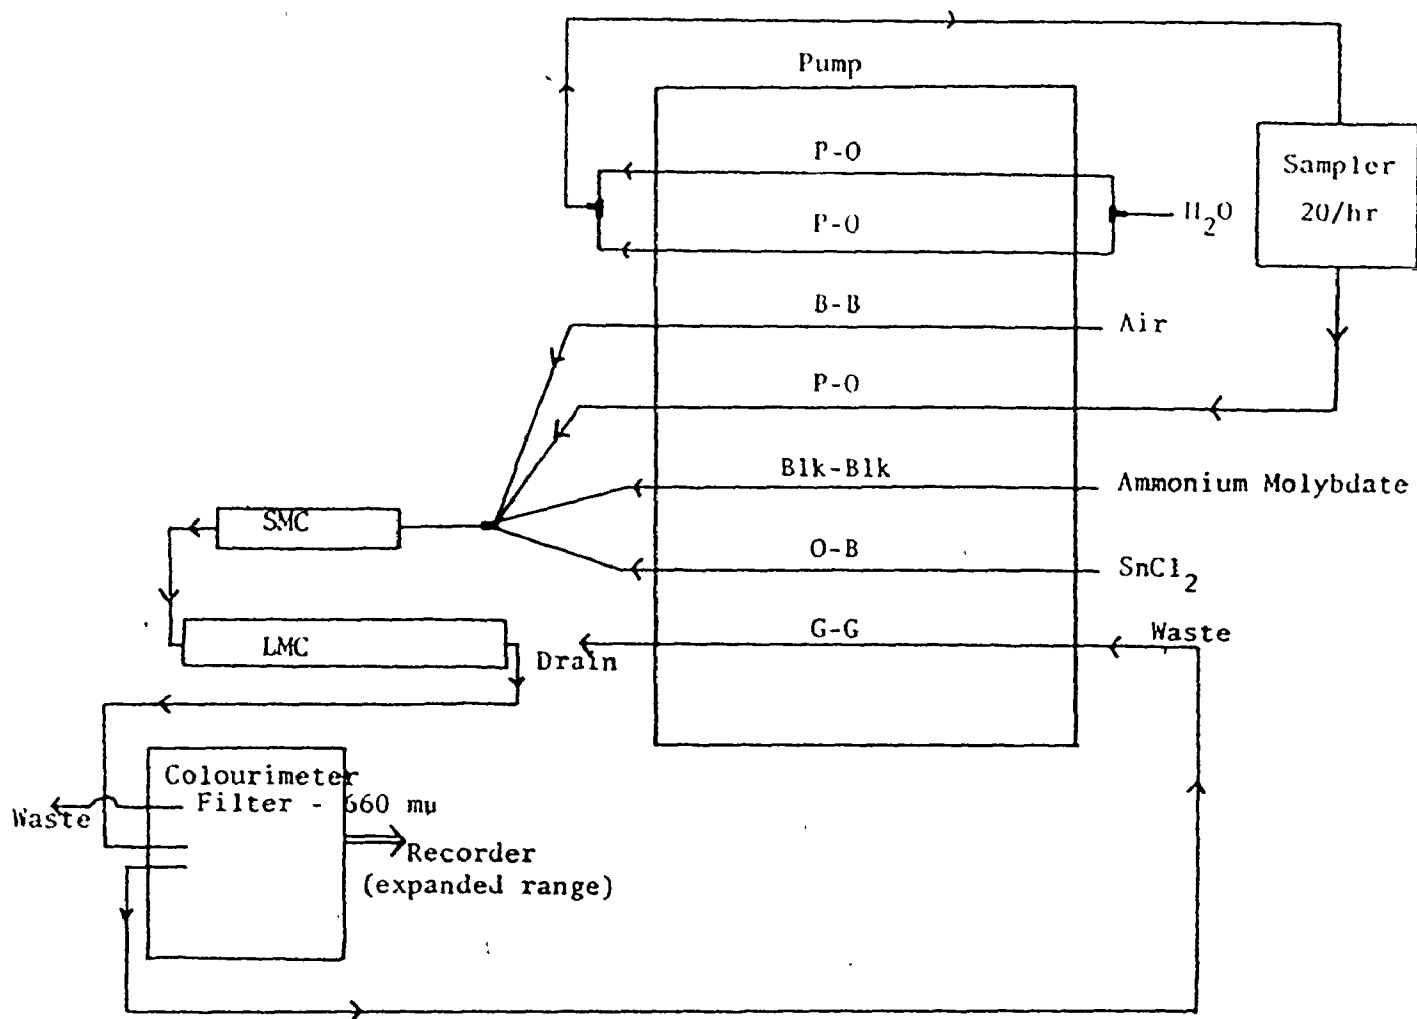 Pump
P-O
Sampler
20/hr
H2O
P-O
B-B
Air
P-O
Blk-Blk
Ammonium Molybdate
SMC
O-B
SnCl2
G-G
Waste
LMC
Drain
Colourimeter
Filter - 660 mµ
Waste
Recorder
(expanded range)